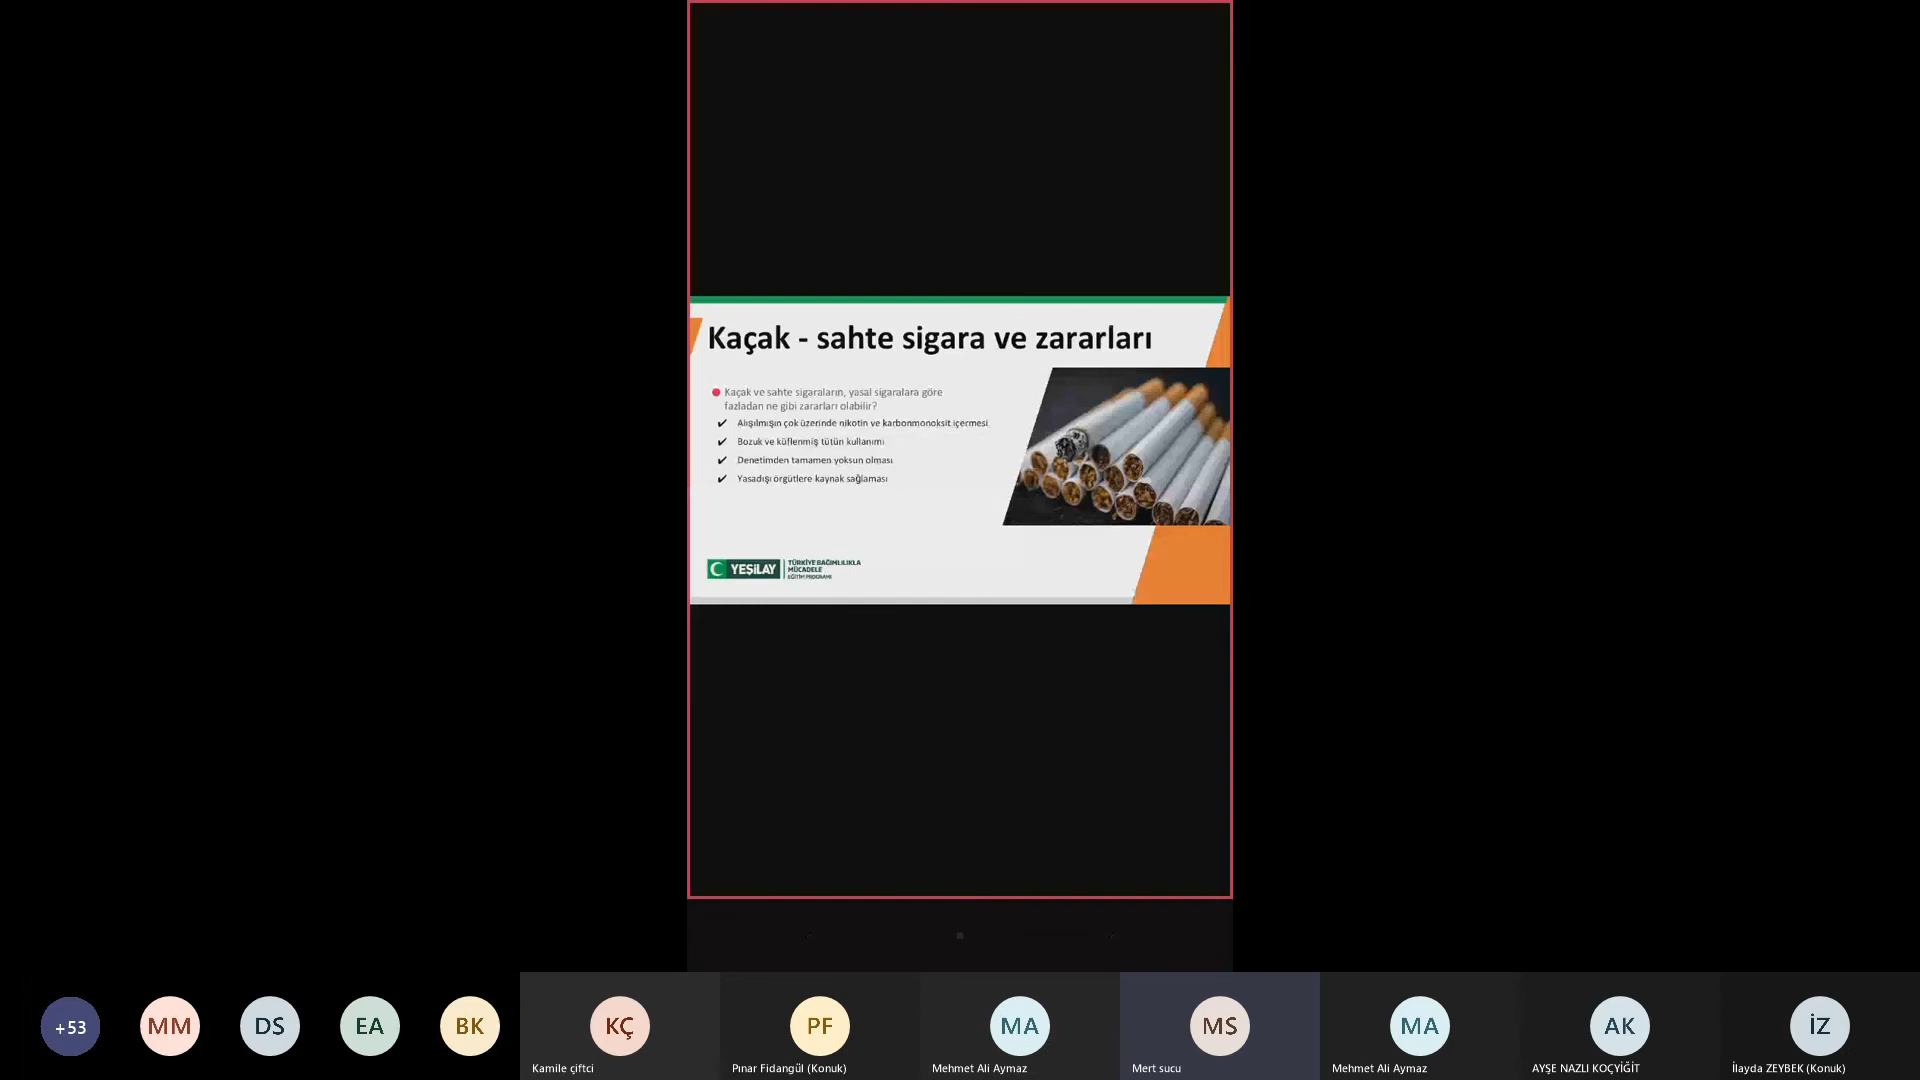 Kaçak - sahte sigara ve zararları
Kaçak ve sahte sigaraların, yasal sigaralara göre
fazladan ne gibi zararları olabilir?
✔ Alışılmışın çok üzerinde nikotin ve karbonmonoksit içermesi
✔ Bozuk ve küflenmiş tütün kullanımı
✔ Denetimden tamamen yoksun olması
✔ Yasadışı örgütlere kaynak sağlaması
YEŞİLAY
TÜRKİYE BAĞIMLILIKLA
MÜCADELE
EĞİTİM PROGRAMI
+53 MM DS EA BK KÇ PF MA MS MA AK İZ
Kamile çiftci Pınar Fidangül (Konuk) Mehmet Ali Aymaz Mert sucu Mehmet Ali Aymaz AYŞE NAZLI KOÇYİĞİT İlayda ZEYBEK (Konuk)